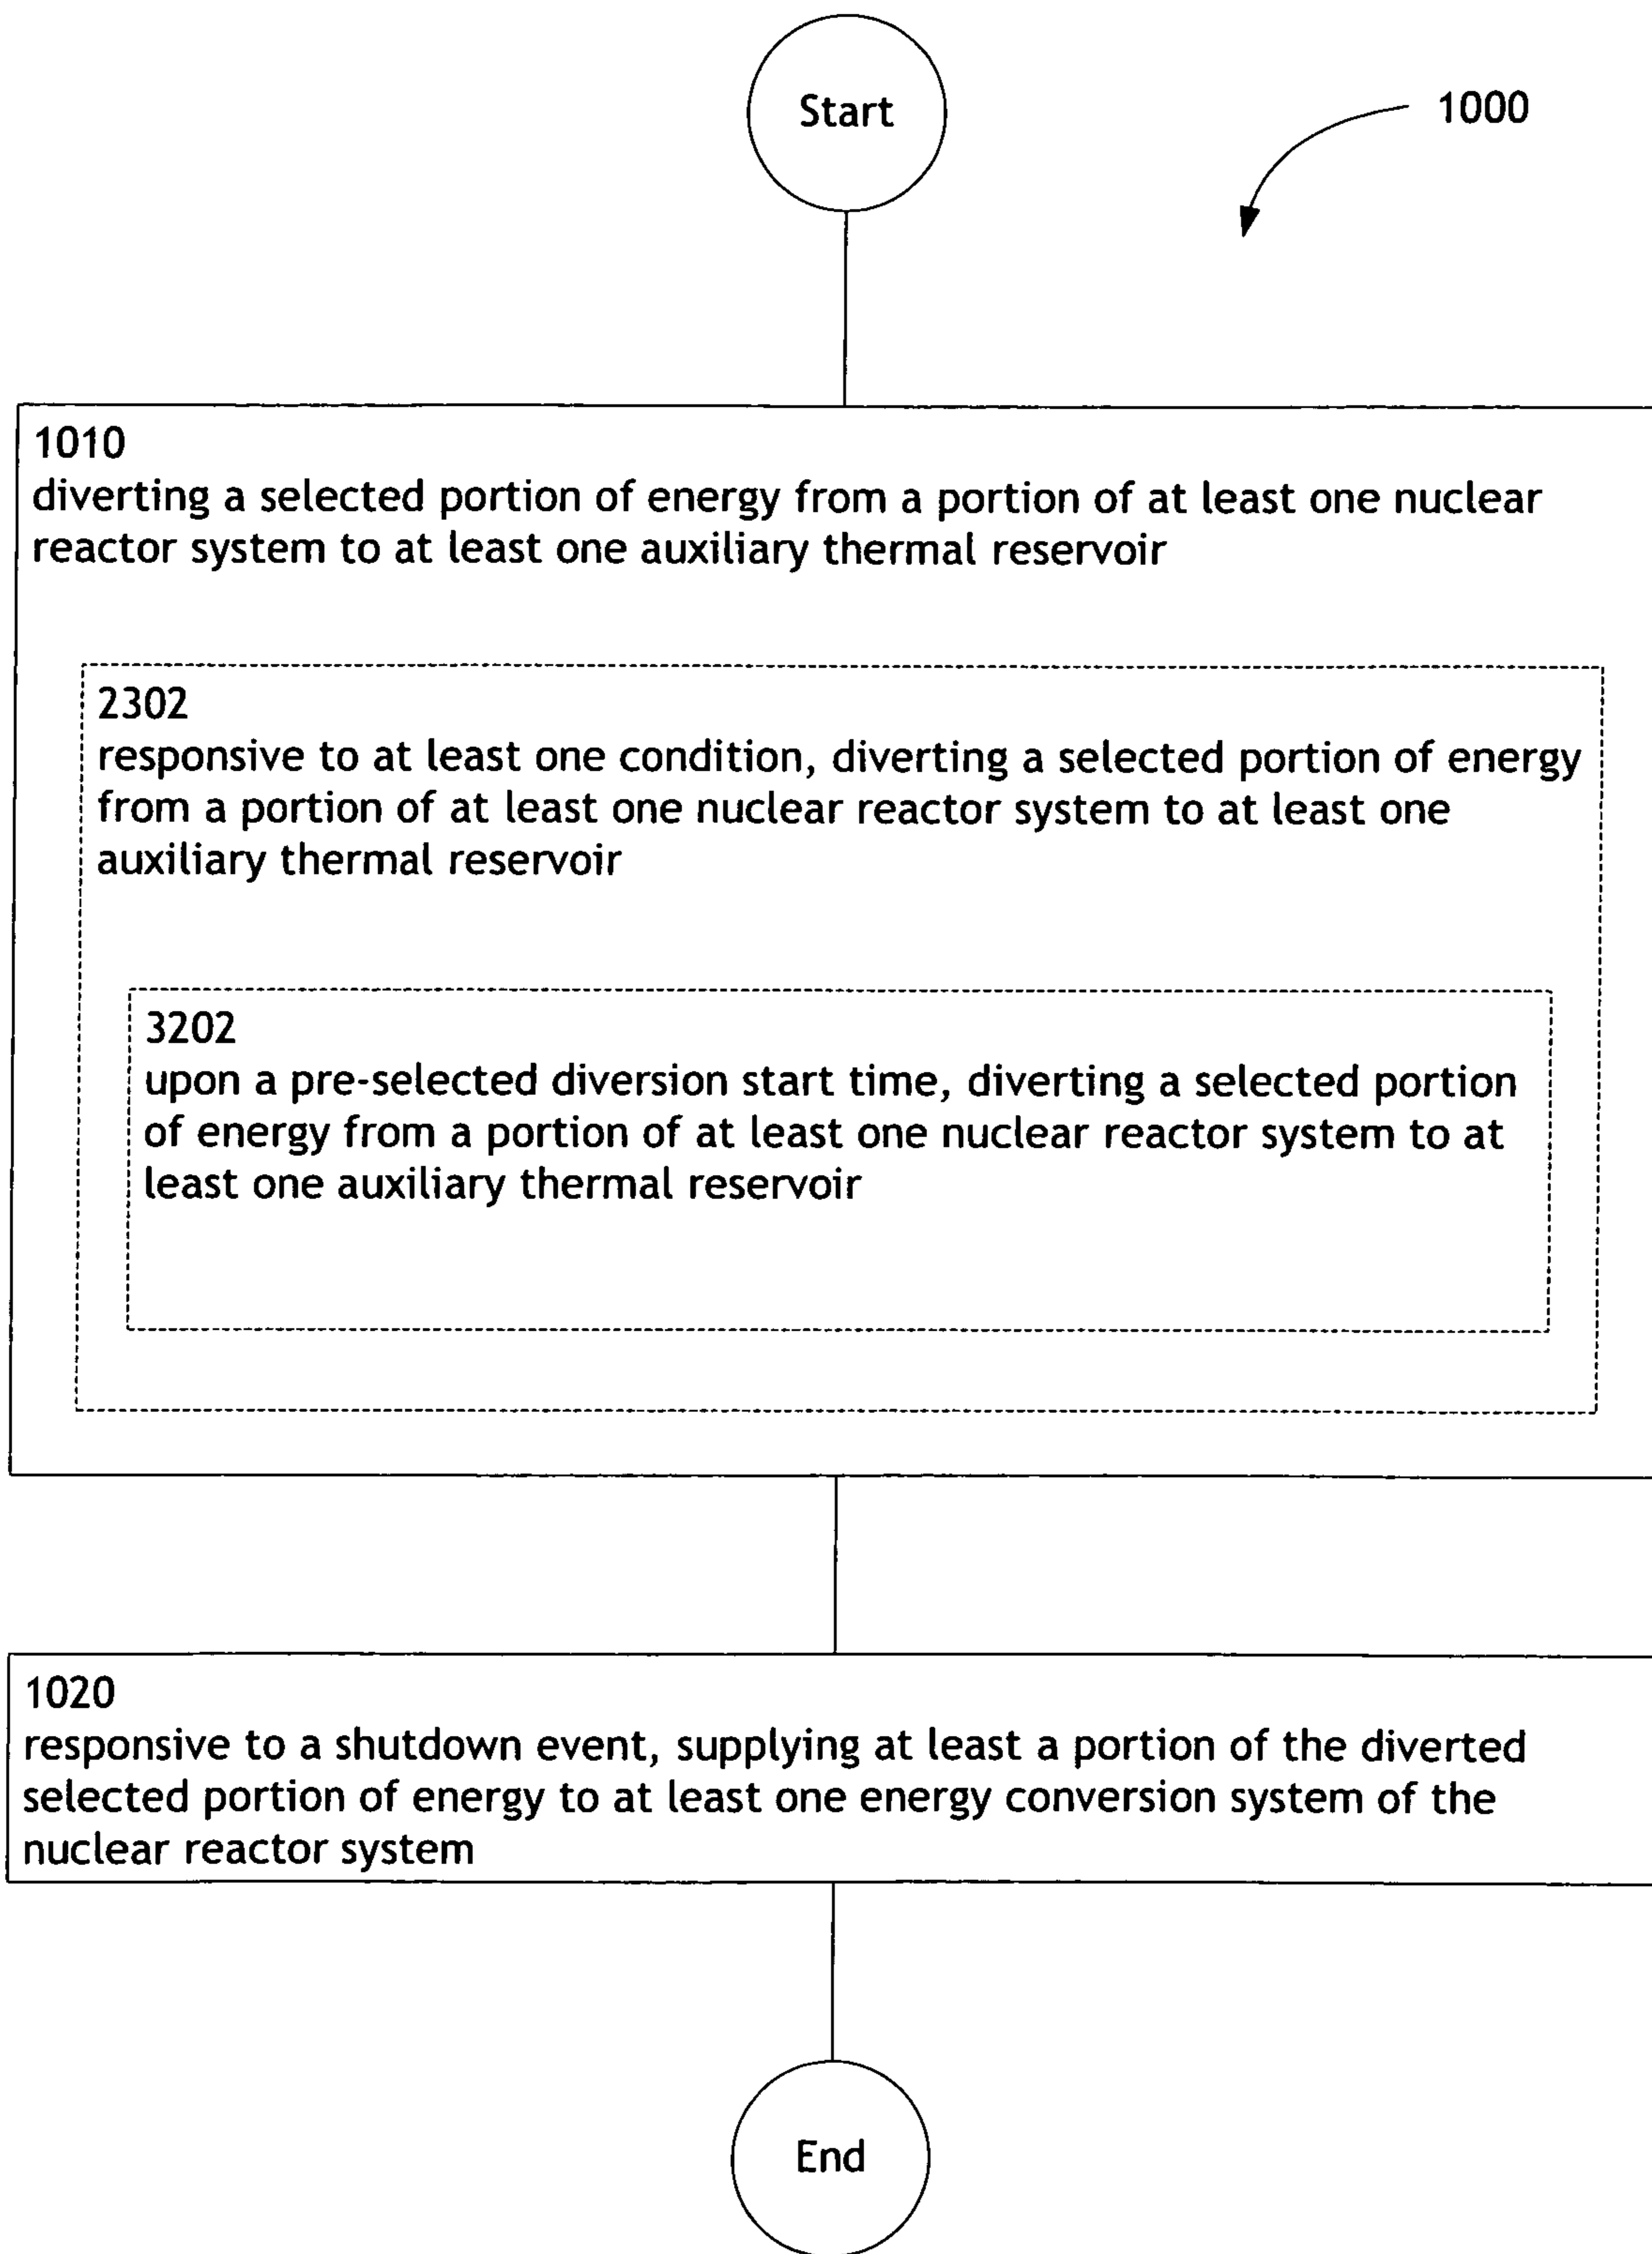 Start
1000
1010
diverting a selected portion of energy from a portion of at least one nuclear
reactor system to at least one auxiliary thermal reservoir
2302
responsive to at least one condition, diverting a selected portion of energy
from a portion of at least one nuclear reactor system to at least one
auxiliary thermal reservoir
3202
upon a pre-selected diversion start time, diverting a selected portion
of energy from a portion of at least one nuclear reactor system to at
least one auxiliary thermal reservoir
1020
responsive to a shutdown event, supplying at least a portion of the diverted
selected portion of energy to at least one energy conversion system of the
nuclear reactor system
End